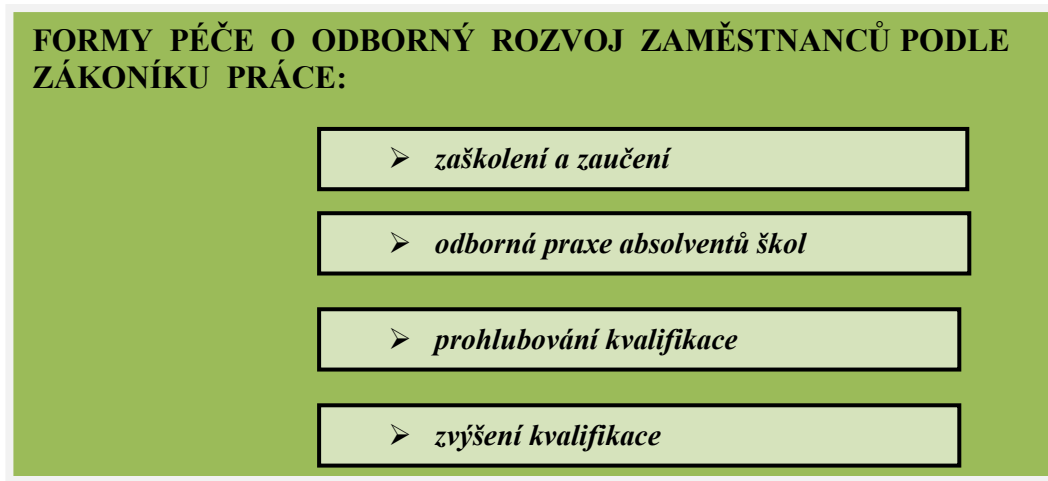 FORMY PÉČE O ODBORNÝ ROZVOJ ZAMĚSTNANCŮ PODLE
ZÁKONÍKU PRÁCE:
➢ zaškolení a zaučení
➢ odborná praxe absolventů škol
➢ prohlubování kvalifikace
➢ zvýšení kvalifikace